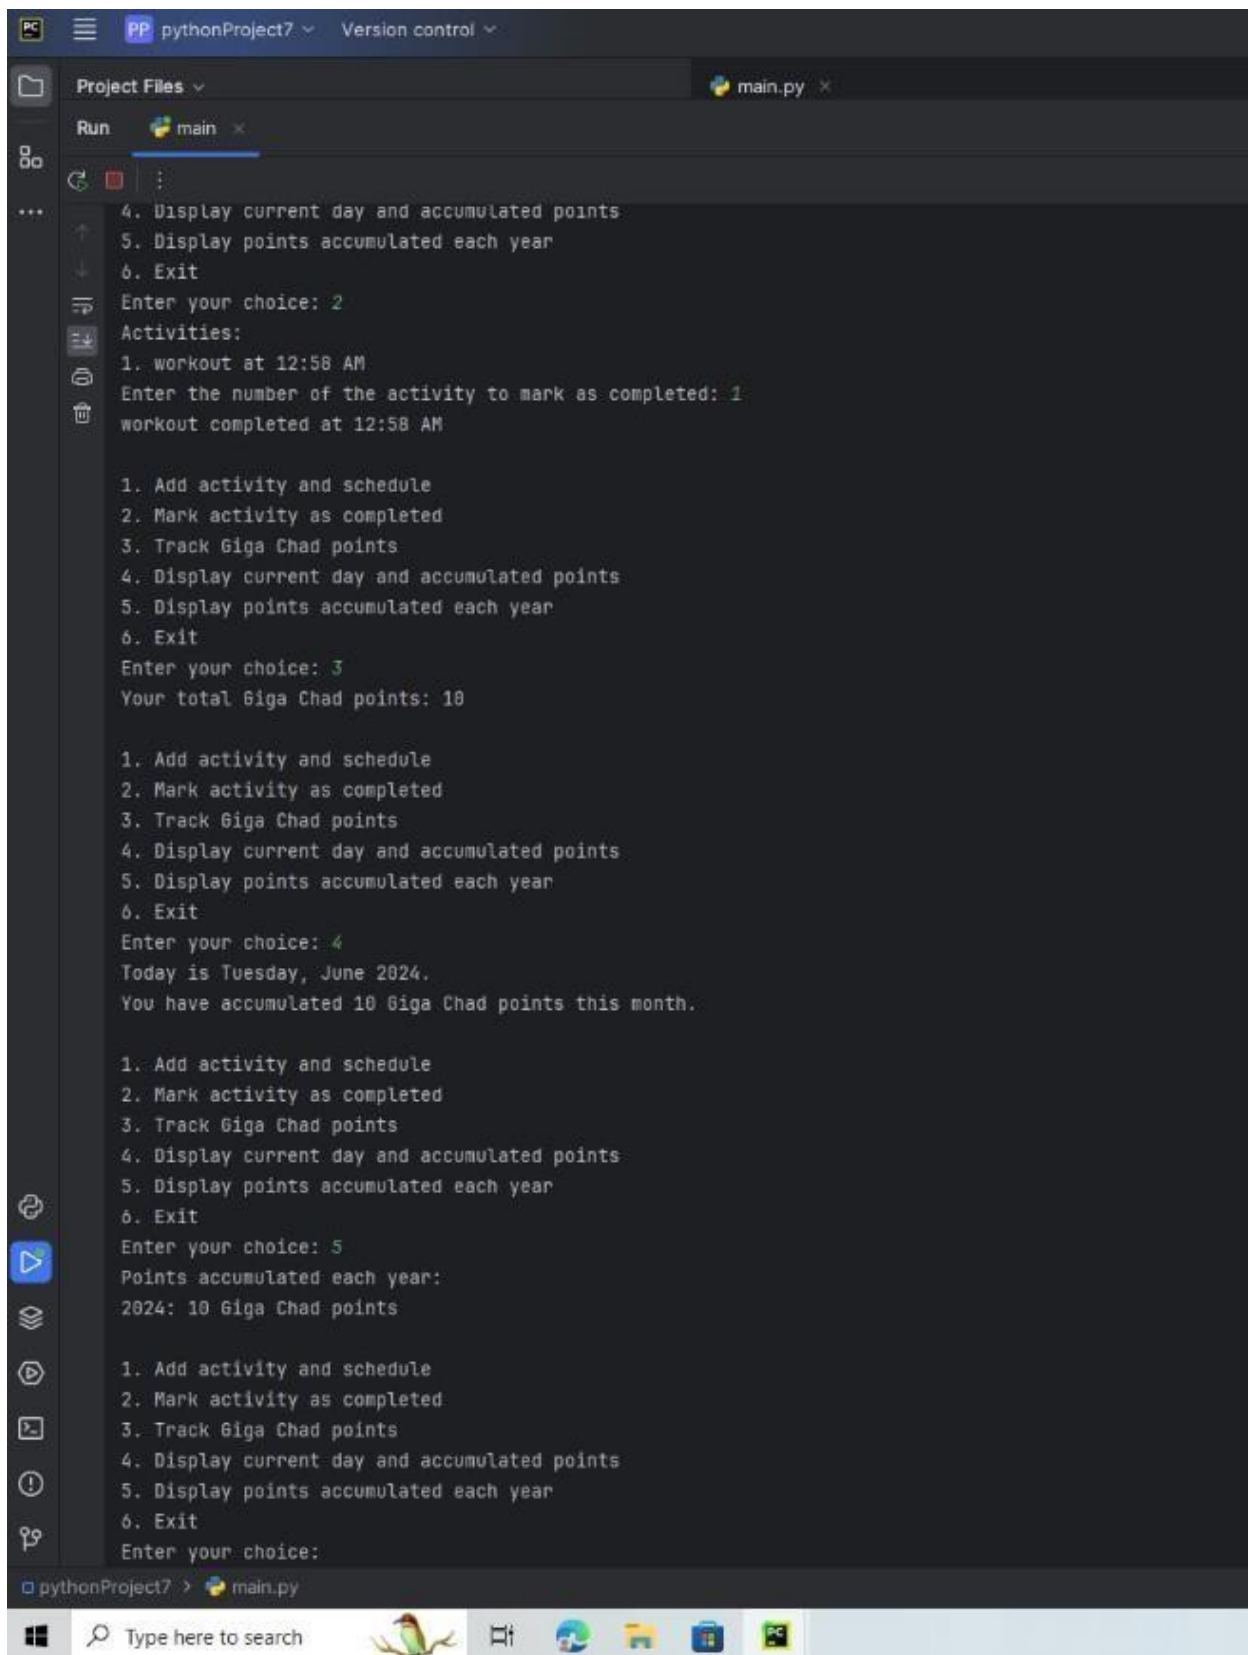 PC
PP pythonProject7 Version control
Project Files
main.py ×
Run main ×
4. Display current day and accumulated points
5. Display points accumulated each year
6. Exit
Enter your choice: 2
Activities:
1. workout at 12:58 AM
Enter the number of the activity to mark as completed: 1
workout completed at 12:58 AM
1. Add activity and schedule
2. Mark activity as completed
3. Track Giga Chad points
4. Display current day and accumulated points
5. Display points accumulated each year
6. Exit
Enter your choice: 3
Your total Giga Chad points: 10
1. Add activity and schedule
2. Mark activity as completed
3. Track Giga Chad points
4. Display current day and accumulated points
5. Display points accumulated each year
6. Exit
Enter your choice: 4
Today is Tuesday, June 2024.
You have accumulated 10 Giga Chad points this month.
1. Add activity and schedule
2. Mark activity as completed
3. Track Giga Chad points
4. Display current day and accumulated points
5. Display points accumulated each year
6. Exit
Enter your choice: 5
Points accumulated each year:
2024: 10 Giga Chad points
1. Add activity and schedule
2. Mark activity as completed
3. Track Giga Chad points
4. Display current day and accumulated points
5. Display points accumulated each year
6. Exit
Enter your choice:
pythonProject7 > main.py
Type here to search
PC